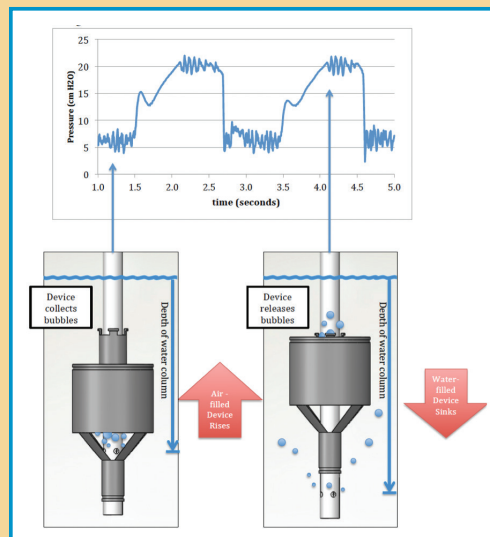 25
20
15
10
5
0
Pressure (cm H2O)
1.0 1.5 2.0 2.5 3.0 3.5 4.0 4.5 5.0
time (seconds)
Device
collects
bubbles
Depth of water column
Air -
filled
Device
Rises
Device
releases
bubbles
Depth of water column
Water-
filled
Device
Sinks